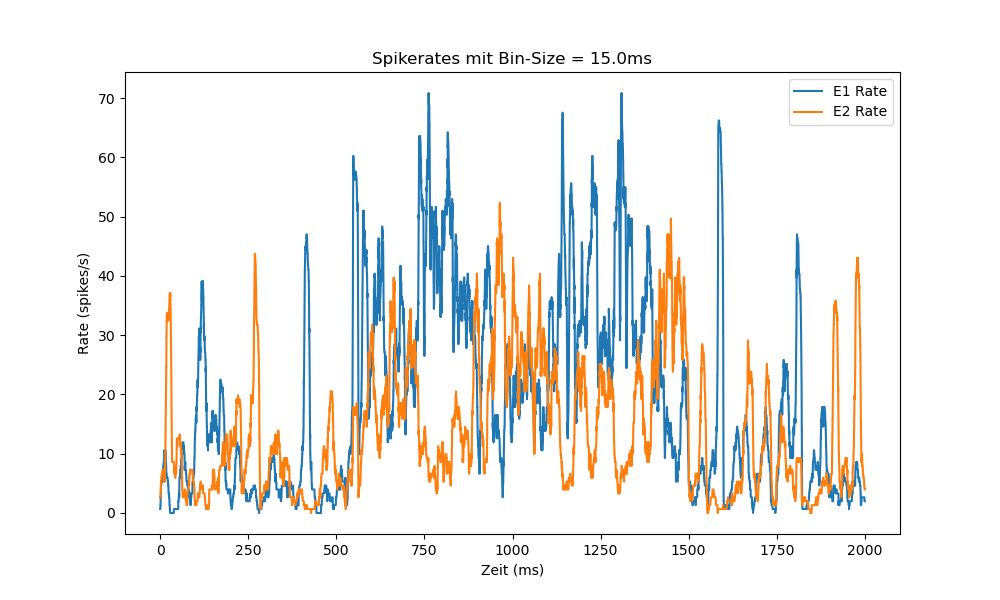 Spikerates mit Bin-Size = 15.0ms
E1 Rate
E2 Rate
Rate (spikes/s)
70
60
50
40
30
20
10
0
0 250 500 750 1000 1250 1500 1750 2000
Zeit (ms)